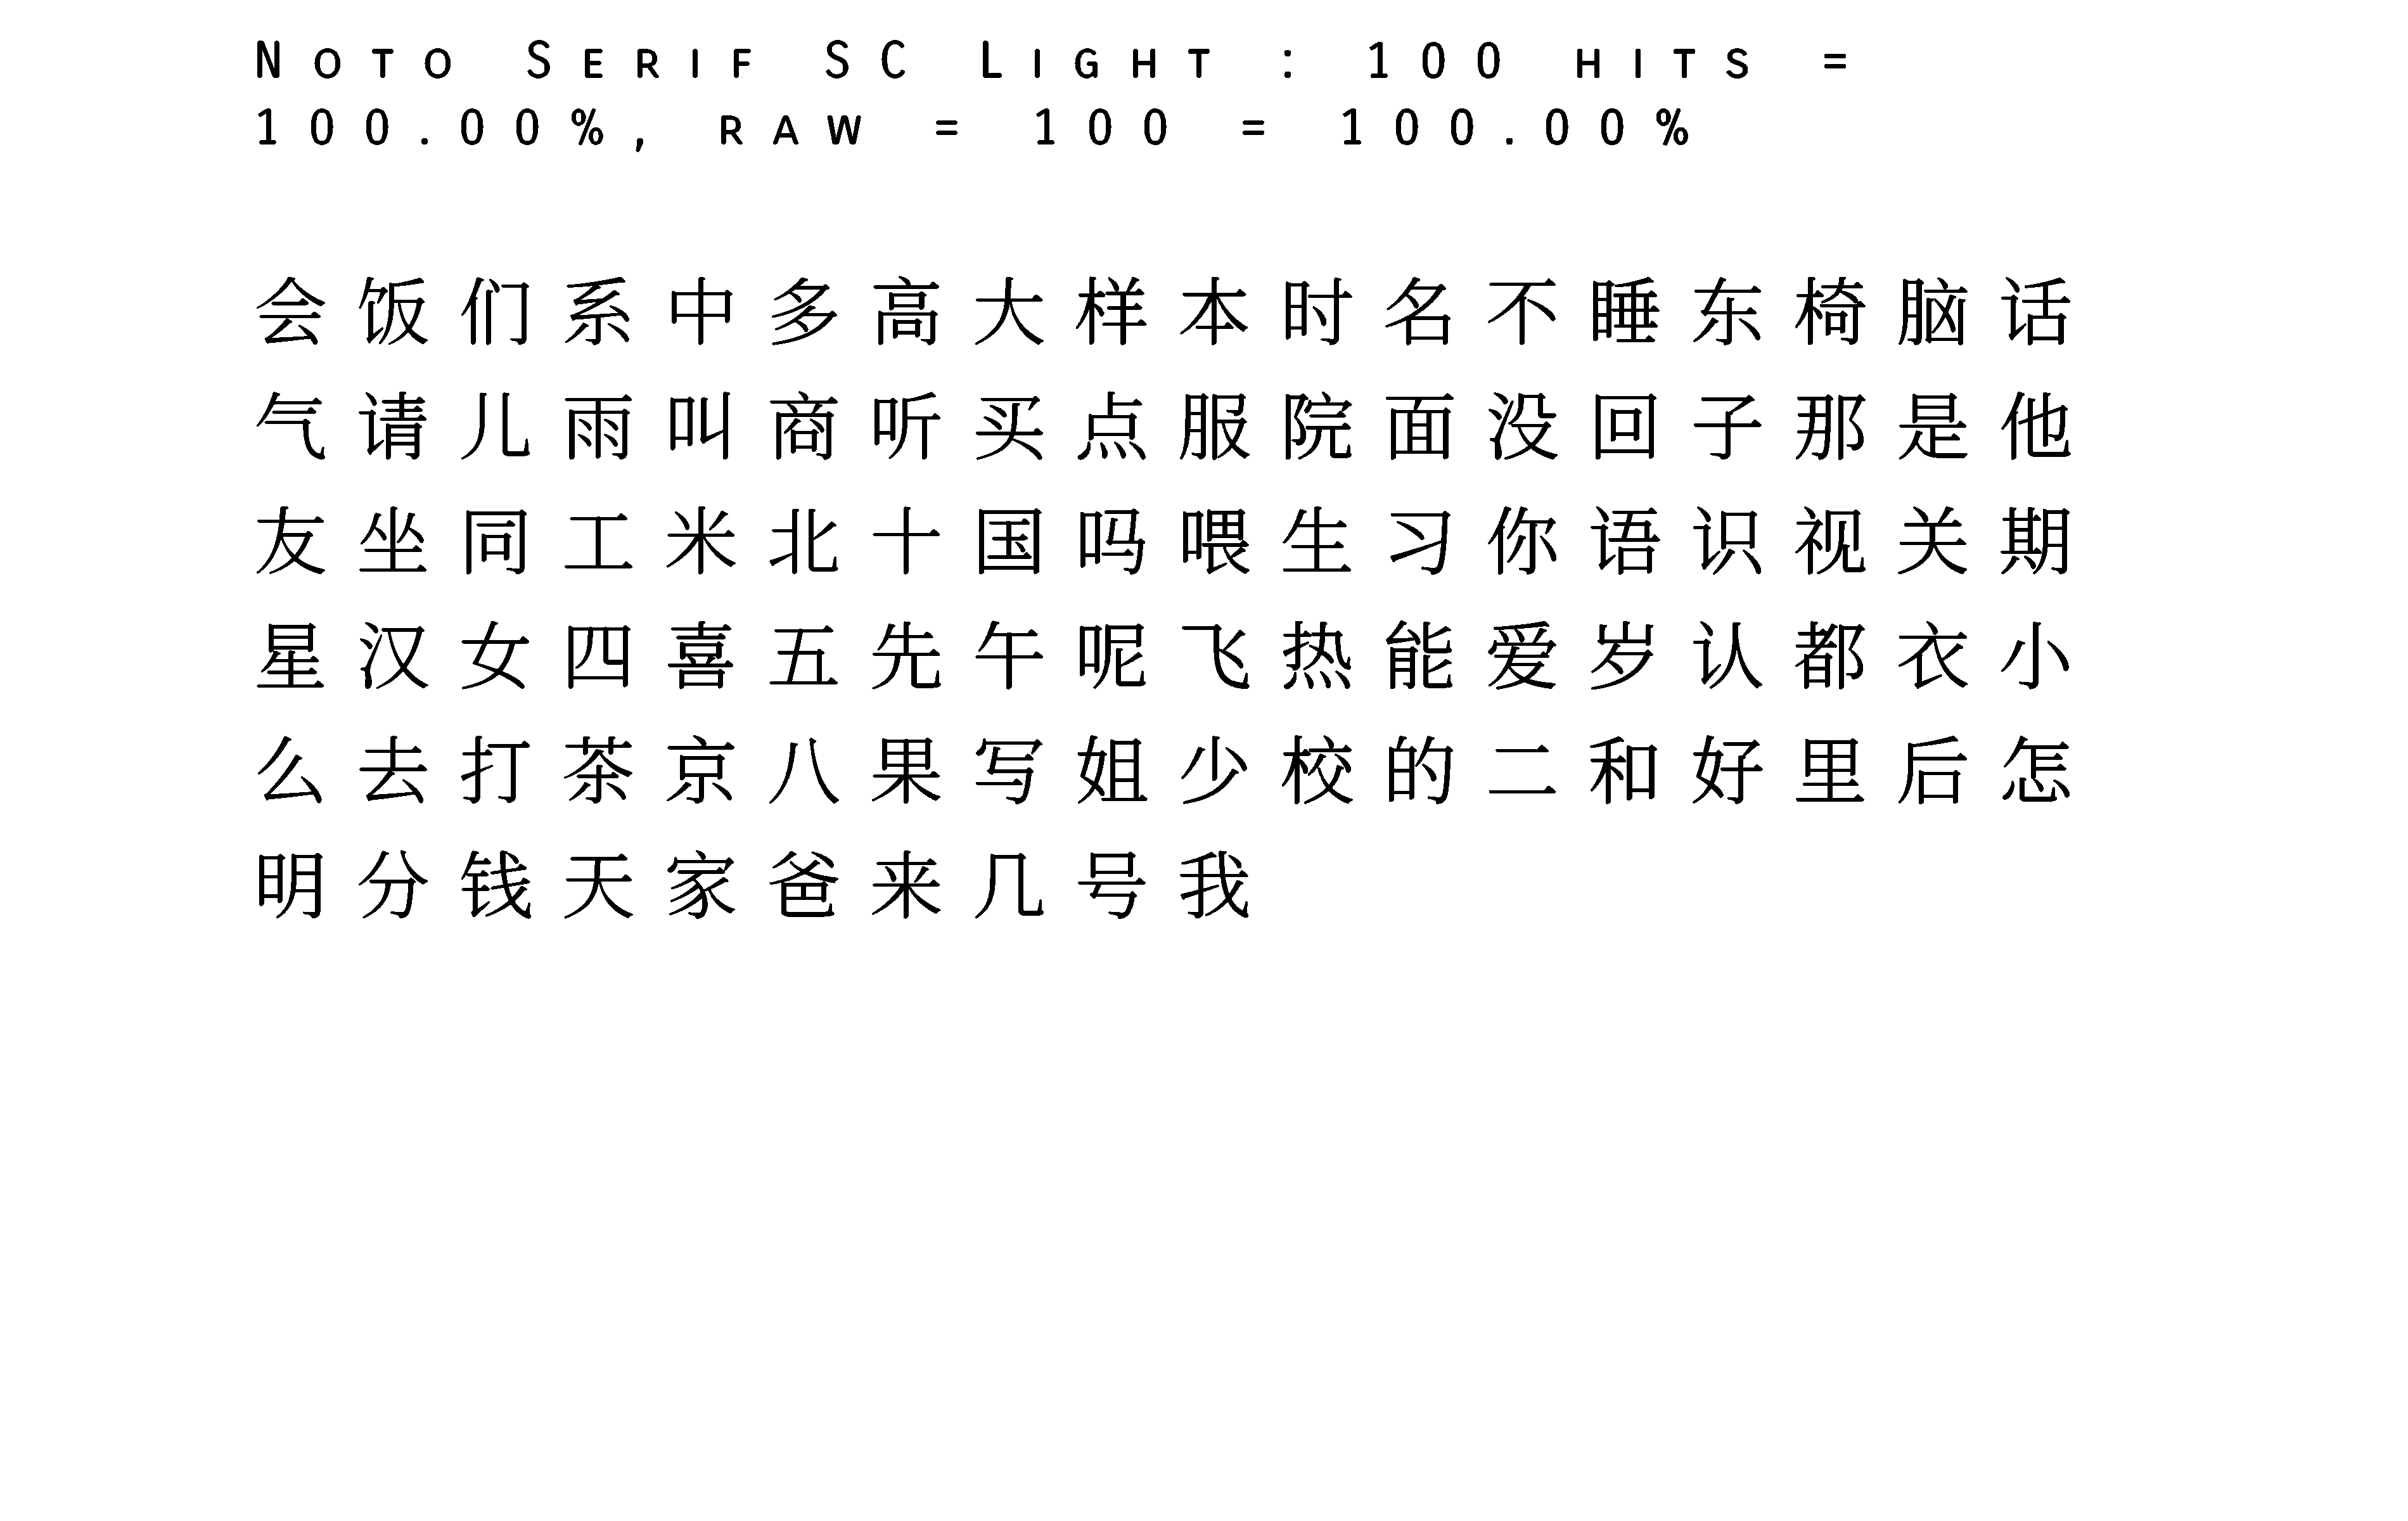 Noto Serif SC Light : 100 hits =
100.00%, raw = 100 = 100.00%
会饭们系中多高大样本时名不睡东椅脑话
气请儿雨叫商听买点服院面没回子那是他
友坐同工米北十国吗喂生习你语识视关期
星汉女四喜五先午呢飞热能爱岁认都衣小
么去打茶京八果写姐少校的二和好里后怎
明分钱天家爸来几号我